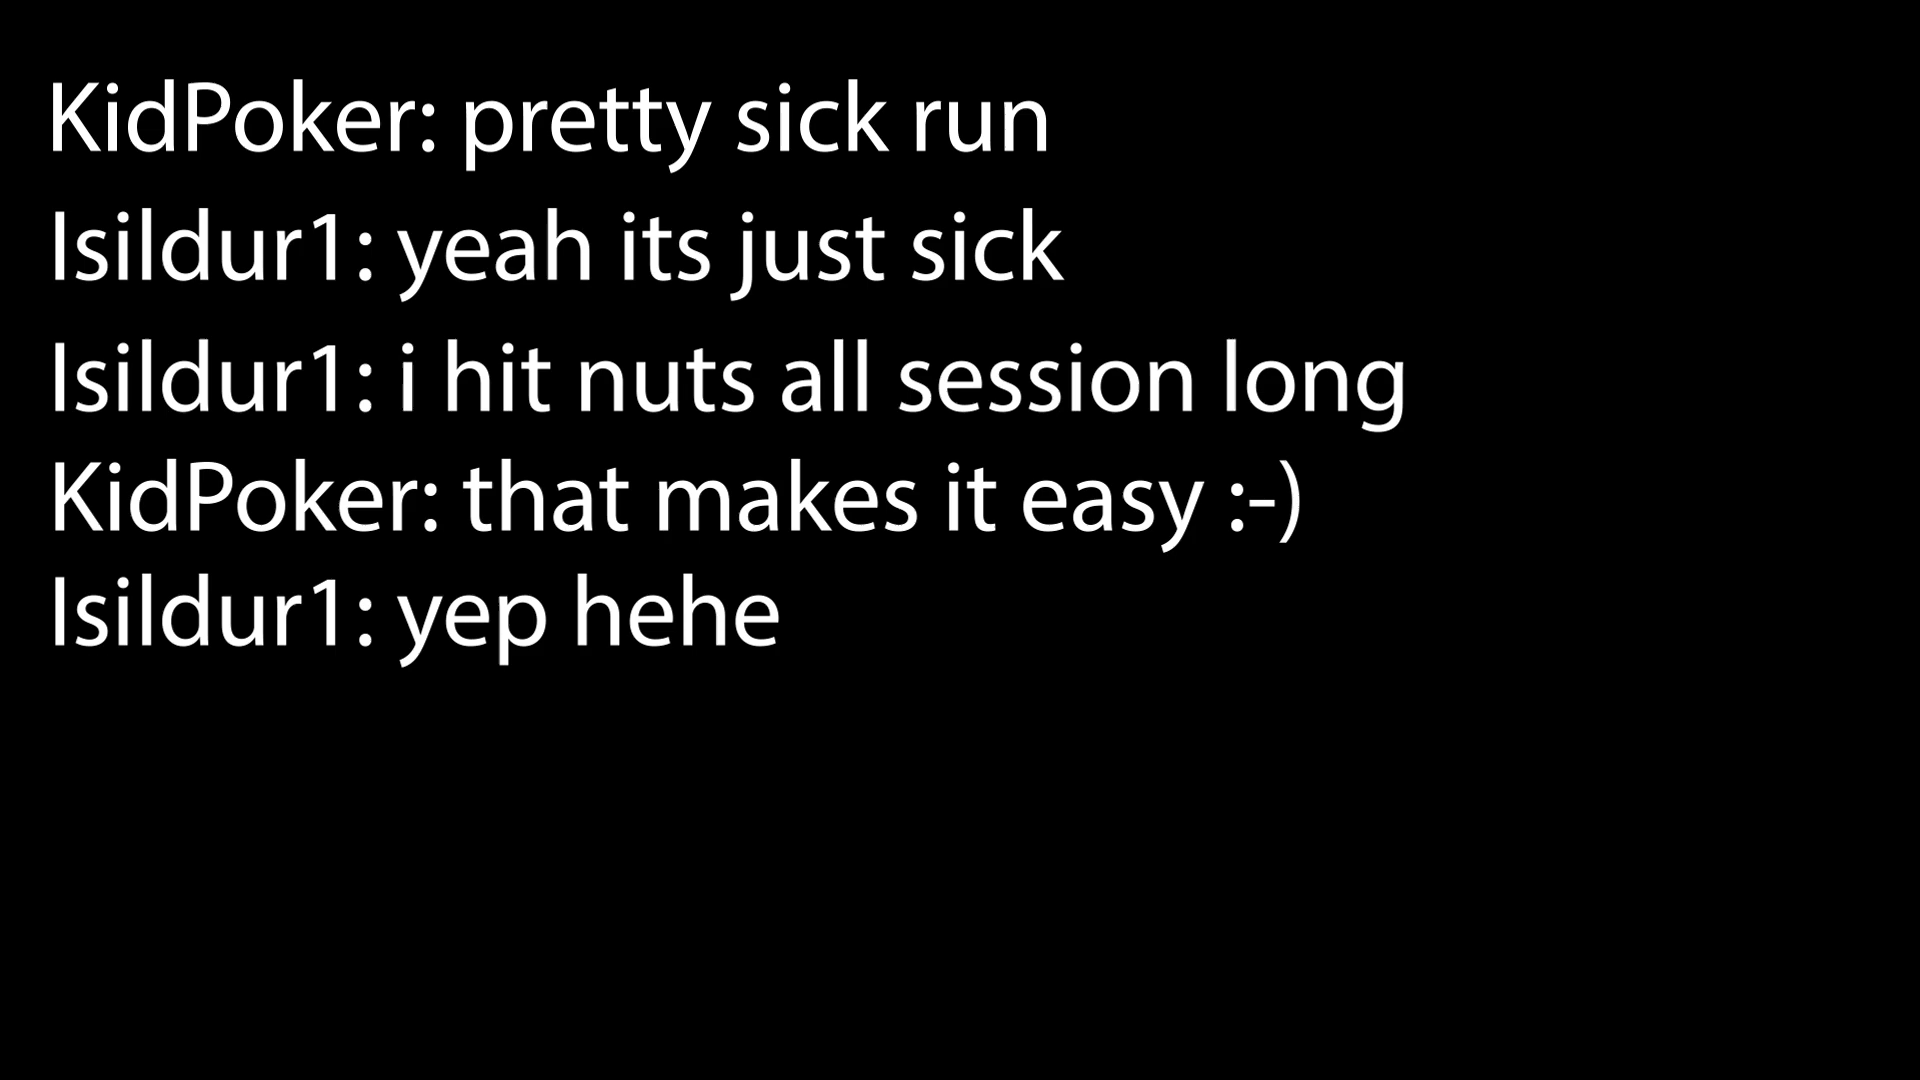 KidPoker: pretty sick run
Isildur1: yeah its just sick
Isildur1: i hit nuts all session long
KidPoker: that makes it easy :-)
Isildur1: yep hehe